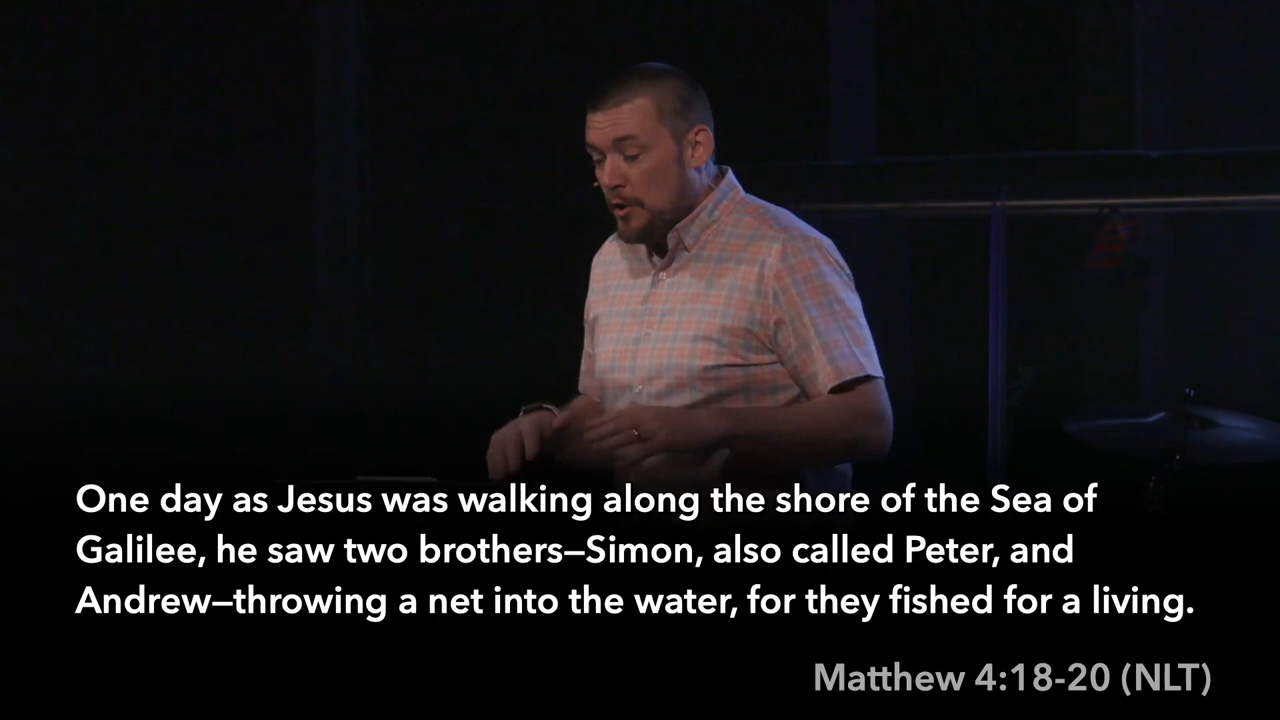 One day as Jesus was walking along the shore of the Sea of
Galilee, he saw two brothers—Simon, also called Peter, and
Andrew—throwing a net into the water, for they fished for a living.
Matthew 4:18-20 (NLT)